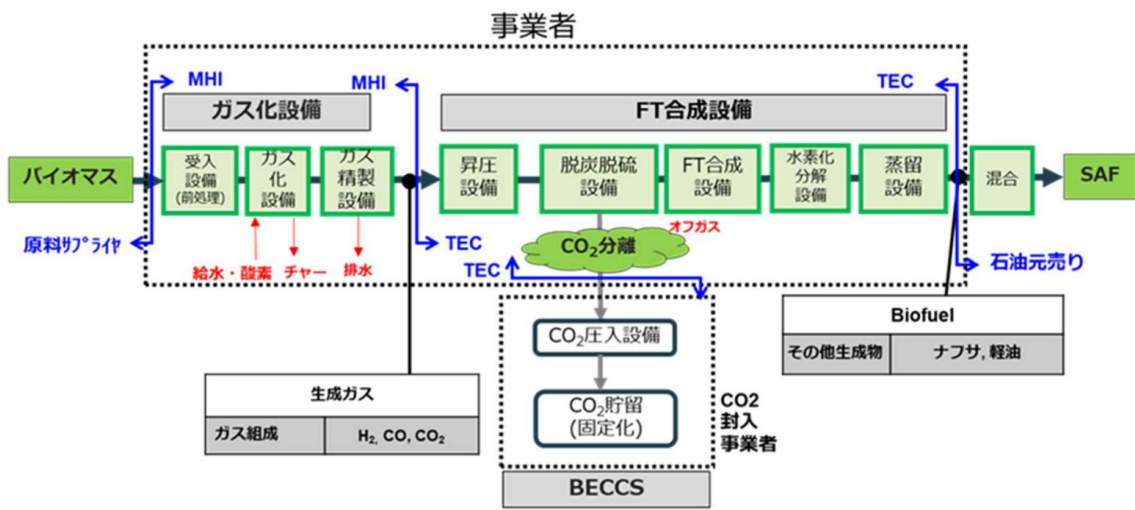 事業者
MHI
MHI
TEC
ガス化設備
FT合成設備
バイオマス
受入
設備
(前処理)
ガス
化
設備
ガス
精製
設備
昇圧
設備
脱炭脱硫
設備
FT合成
設備
水素化
分解
設備
蒸留
設備
混合
SAF
原料ｻﾌﾟﾗｲﾔ
給水・酸素
チャー
排水
TEC
CO2分離
オフガス
TEC
石油元売り
Biofuel
その他生成物
ナフサ, 軽油
CO2圧入設備
生成ガス
ガス組成
H2, CO, CO2
CO2貯留
(固定化)
CO2
封入
事業者
BECCS